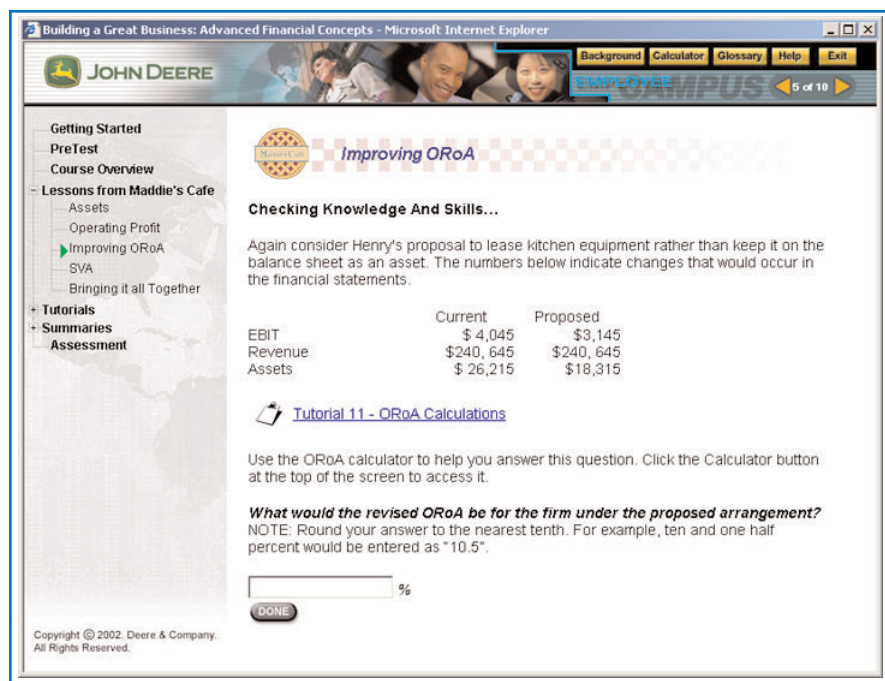 Building a Great Business: Advanced Financial Concepts - Microsoft Internet Explorer
JOHN DEERE
Background Calculator Glossary Help Exit
EMPLOYEE
CAMPUS
5 of 10
Getting Started
PreTest
Course Overview
- Lessons from Maddie's Cafe
Assets
Operating Profit
Improving ORoA
SVA
Bringing it all Together
+ Tutorials
+ Summaries
Assessment
Improving ORoA
Checking Knowledge And Skills...
Again consider Henry's proposal to lease kitchen equipment rather than keep it on the
balance sheet as an asset. The numbers below indicate changes that would occur in
the financial statements.
Current Proposed
EBIT $ 4,045 $3,145
Revenue $240, 645 $240, 645
Assets $ 26,215 $18,315
Tutorial 11 - ORoA Calculations
Use the ORoA calculator to help you answer this question. Click the Calculator button
at the top of the screen to access it.
What would the revised ORoA be for the firm under the proposed arrangement?
NOTE: Round your answer to the nearest tenth. For example, ten and one half
percent would be entered as "10.5".
%
DONE
Copyright © 2002. Deere & Company.
All Rights Reserved.